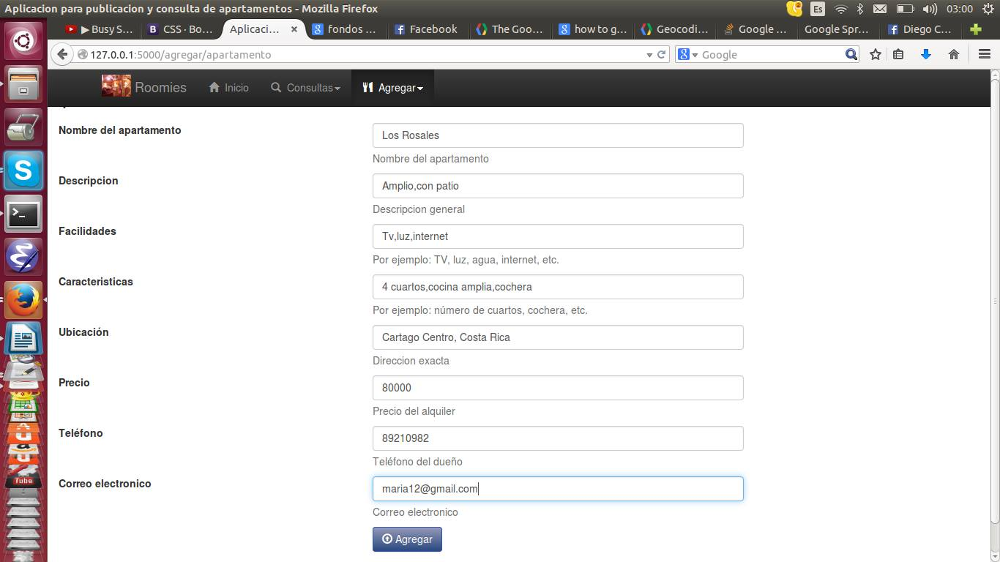 Aplicacion para publicacion y consulta de apartamentos - Mozilla Firefox
Es
03:00
▶ Busy S...
CSS · Bo...
Aplicaci...
fondos ...
Facebook
The Goo...
how to g...
Geocodi...
Google ...
Google Spr...
Diego C...
127.0.0.1:5000/agregar/apartamento
Google
Roomies
Inicio
Consultas
Agregar
Nombre del apartamento
Los Rosales
Nombre del apartamento
Descripcion
Amplio,con patio
Descripcion general
Facilidades
Tv,luz,internet
Por ejemplo: TV, luz, agua, internet, etc.
Caracteristicas
4 cuartos,cocina amplia,cochera
Por ejemplo: número de cuartos, cochera, etc.
Ubicación
Cartago Centro, Costa Rica
Direccion exacta
Precio
80000
Precio del alquiler
Teléfono
89210982
Teléfono del dueño
Correo electronico
maria12@gmail.com
Correo electronico
Agregar
Tube